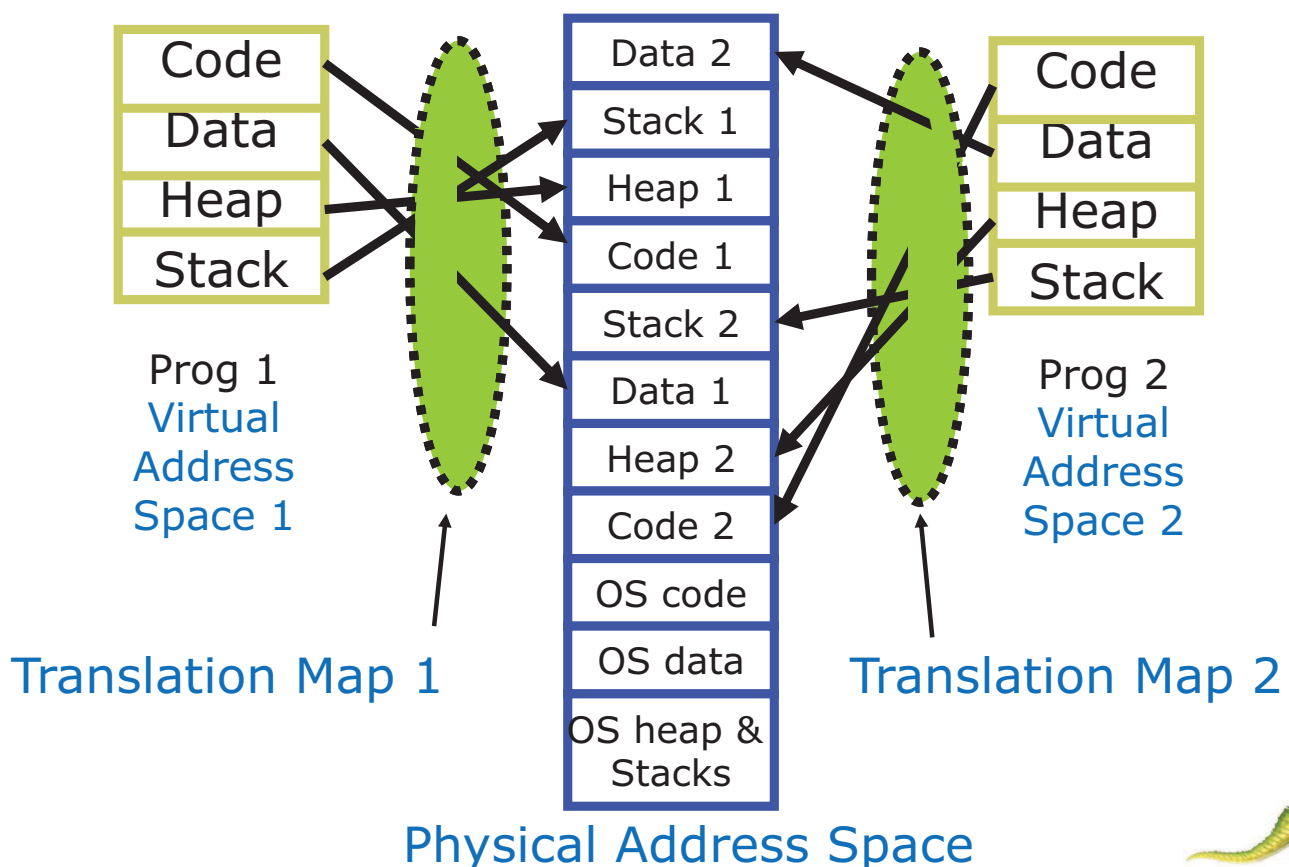 Code
Data
Heap
Stack
Prog 1
Virtual
Address
Space 1
Translation Map 1
Data 2
Stack 1
Heap 1
Code 1
Stack 2
Data 1
Heap 2
Code 2
OS code
OS data
OS heap &
Stacks
Physical Address Space
Code
Data
Heap
Stack
Prog 2
Virtual
Address
Space 2
Translation Map 2